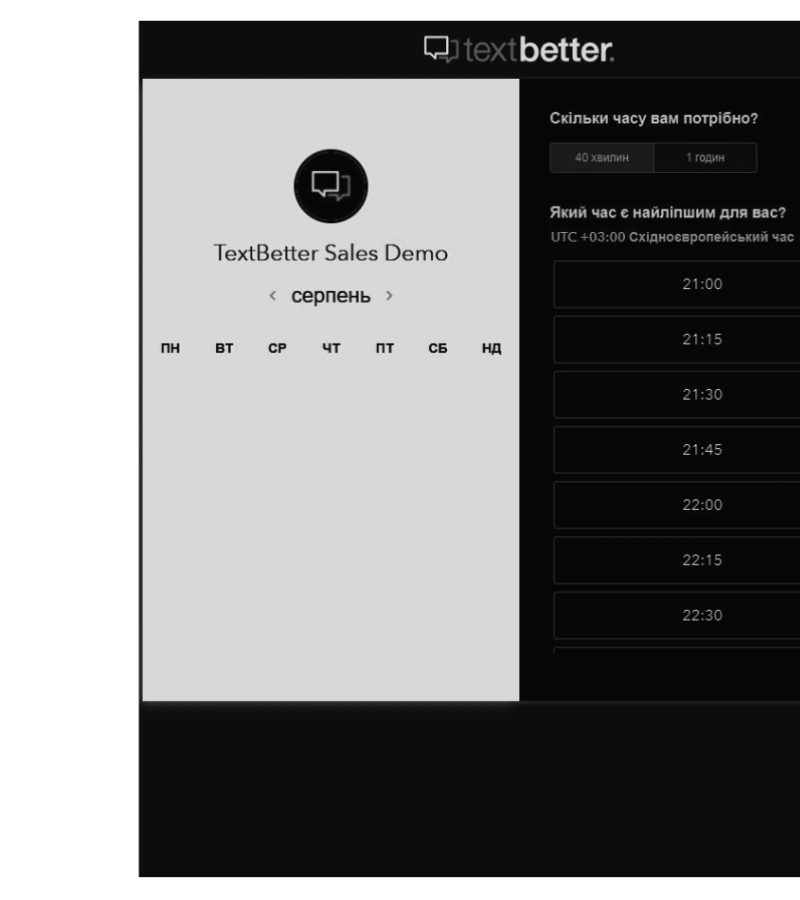 textbetter.
TextBetter Sales Demo
< серпень >
ПН ВТ СР ЧТ ПТ СБ НД
Скільки часу вам потрібно?
40 хвилин 1 годин
Який час є найліпшим для вас?
UTC +03:00 Східноєвропейський час
21:00
21:15
21:30
21:45
22:00
22:15
22:30